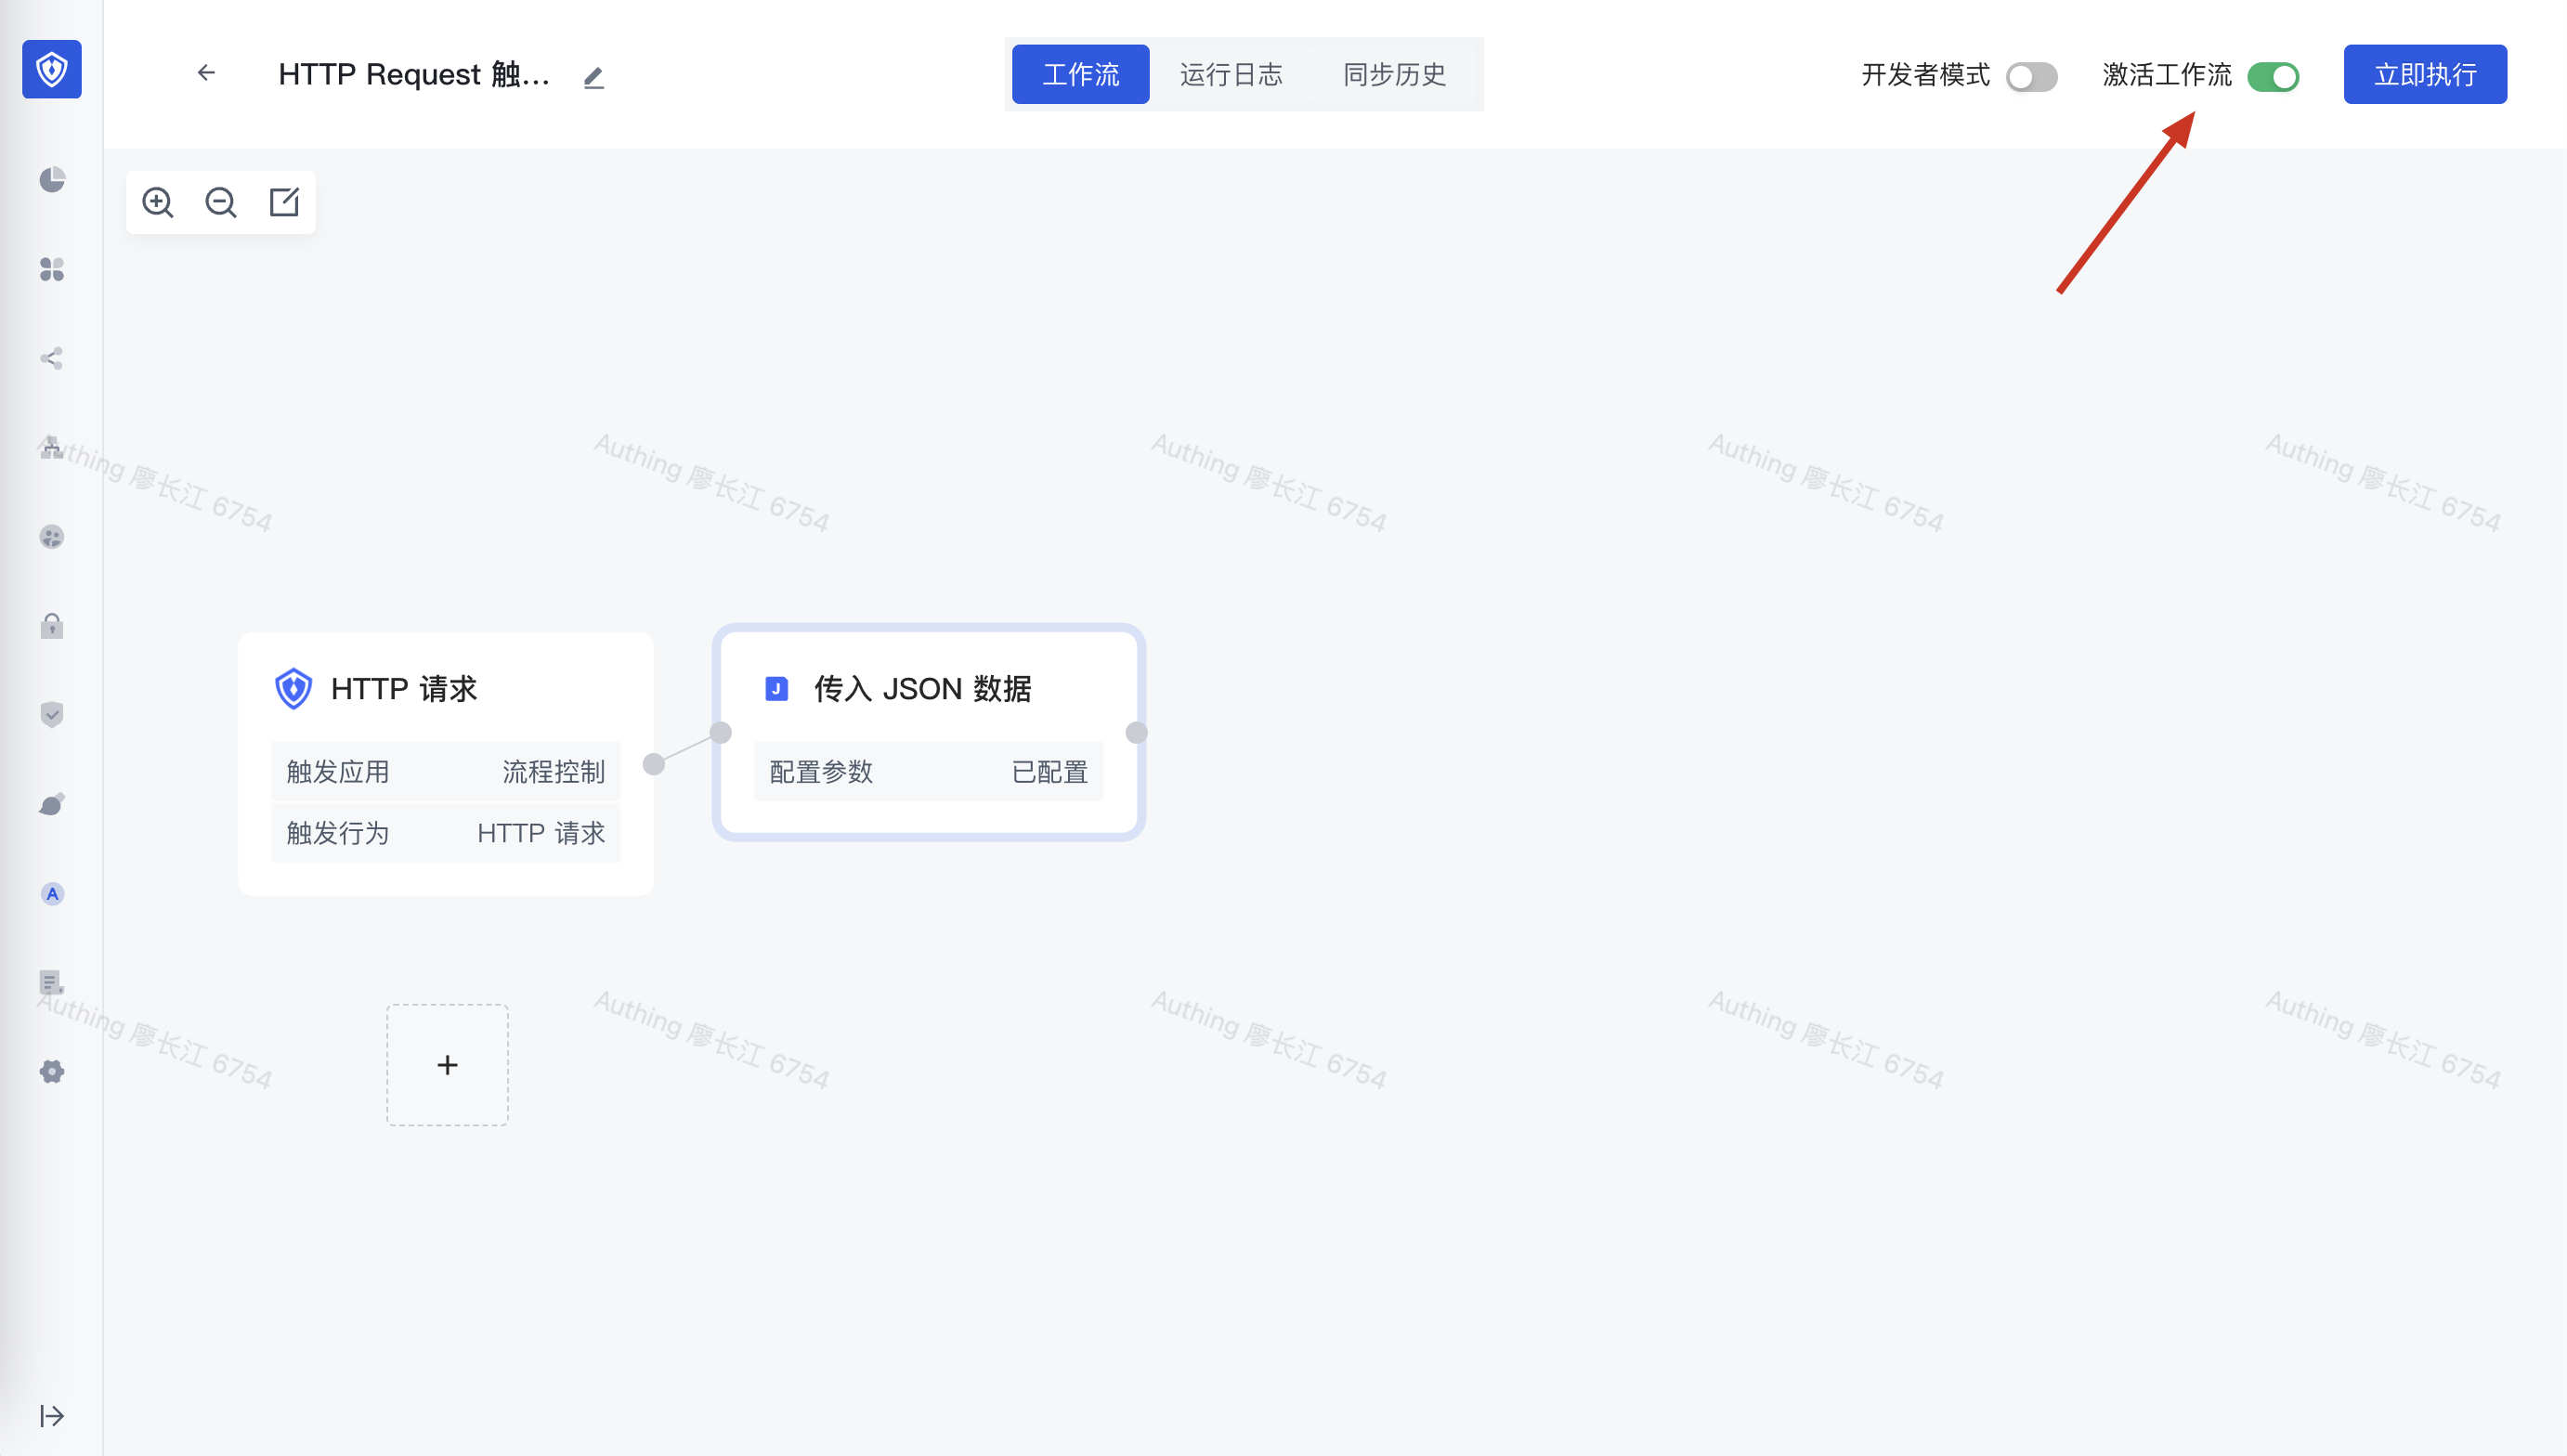 HTTP Request 触...
工作流 运行日志 同步历史
开发者模式 激活工作流 立即执行
Authing 廖长江 6754 Authing 廖长江 6754 Authing 廖长江 6754 Authing 廖长江 6754 Authing 廖长江 6754
HTTP 请求
触发应用 流程控制
触发行为 HTTP 请求
J 传入 JSON 数据
配置参数 已配置
A
Authing 廖长江 6754 Authing 廖长江 6754 Authing 廖长江 6754 Authing 廖长江 6754 Authing 廖长江 6754
+